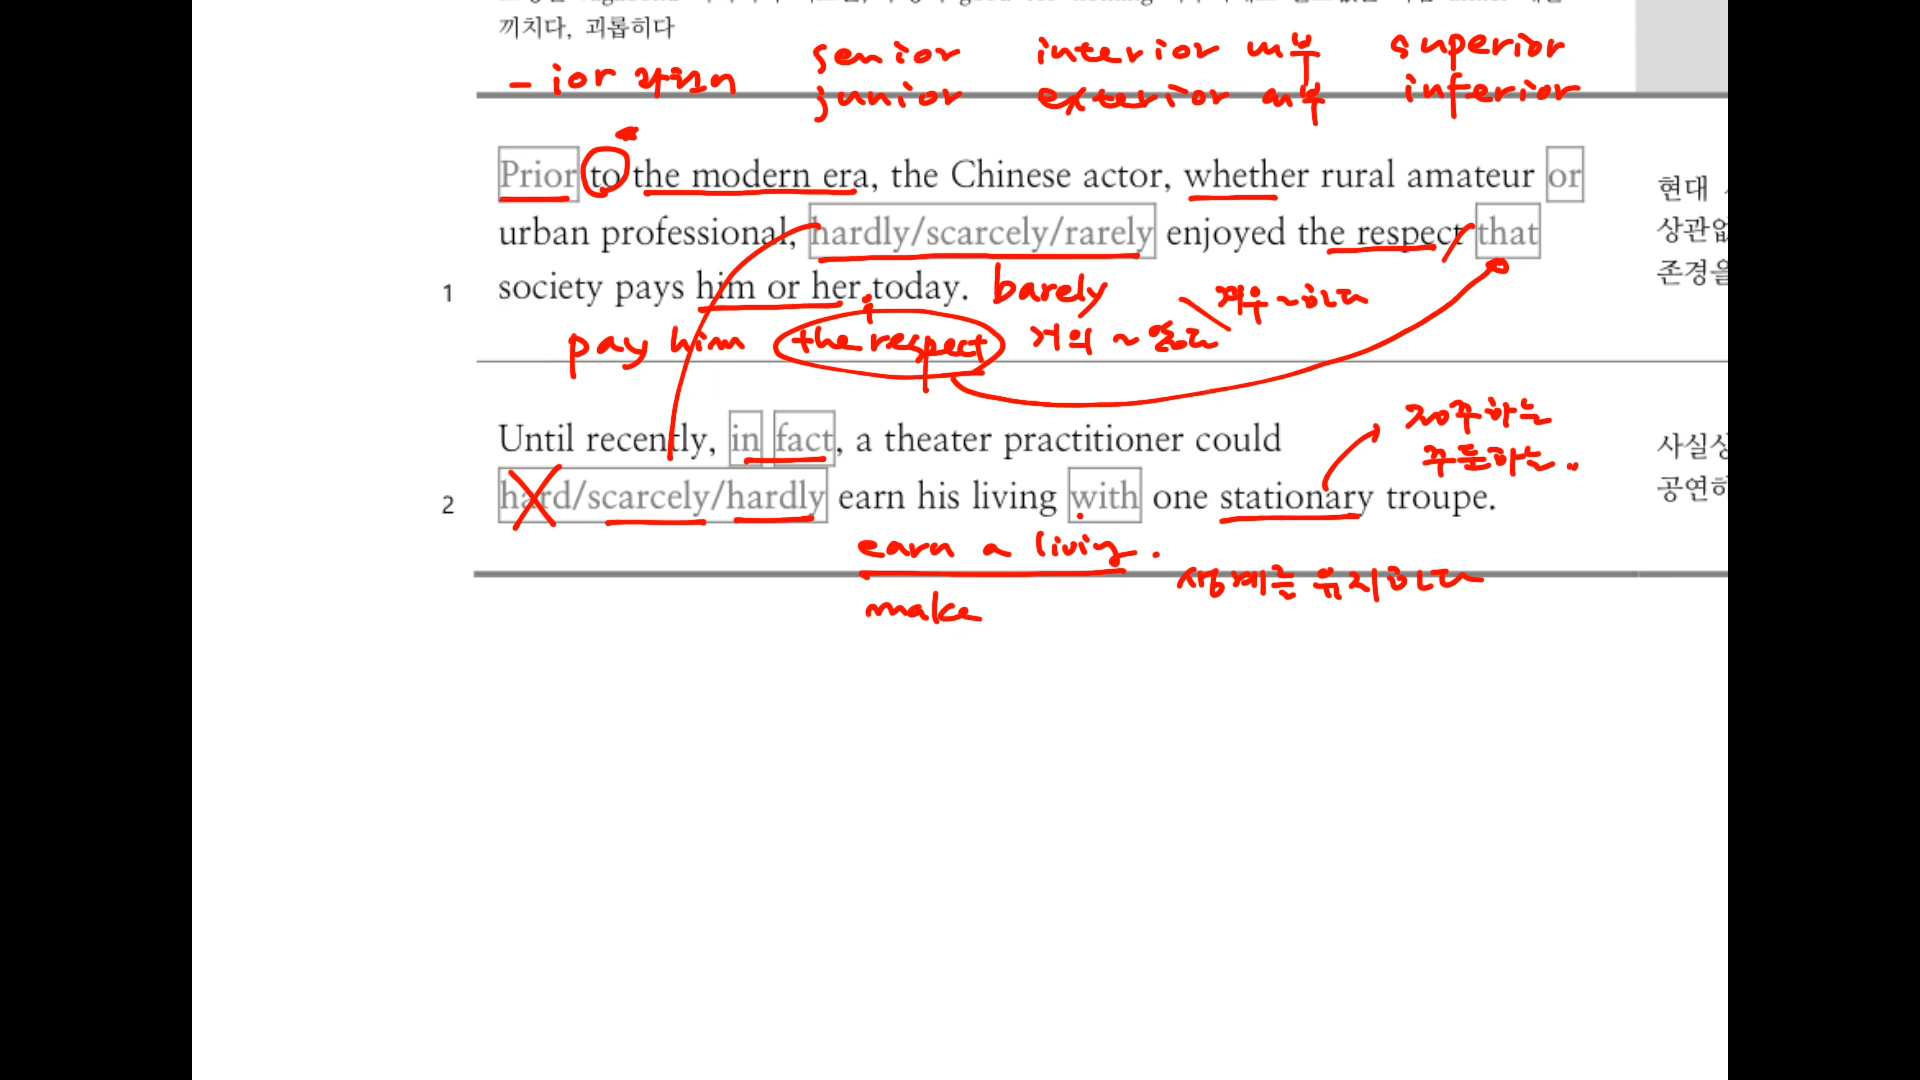 끼치다, 괴롭히다
senior interior 내부 superior
- ior 라틴어
junior exterior 외부 inferior
Prior to the modern era, the Chinese actor, whether rural amateur or
현대
urban professional, hardly/scarcely/rarely enjoyed the respect that
상관없
1 society pays him or her today. barely 겨우 ~하다
존경을
pay him the respect 거의 ~않다
재주하는
Until recently, in fact, a theater practitioner could
주둔하는..
사실상
2 hard/scarcely/hardly earn his living with one stationary troupe.
공연하
earn a living.
생계를 유지하다
make